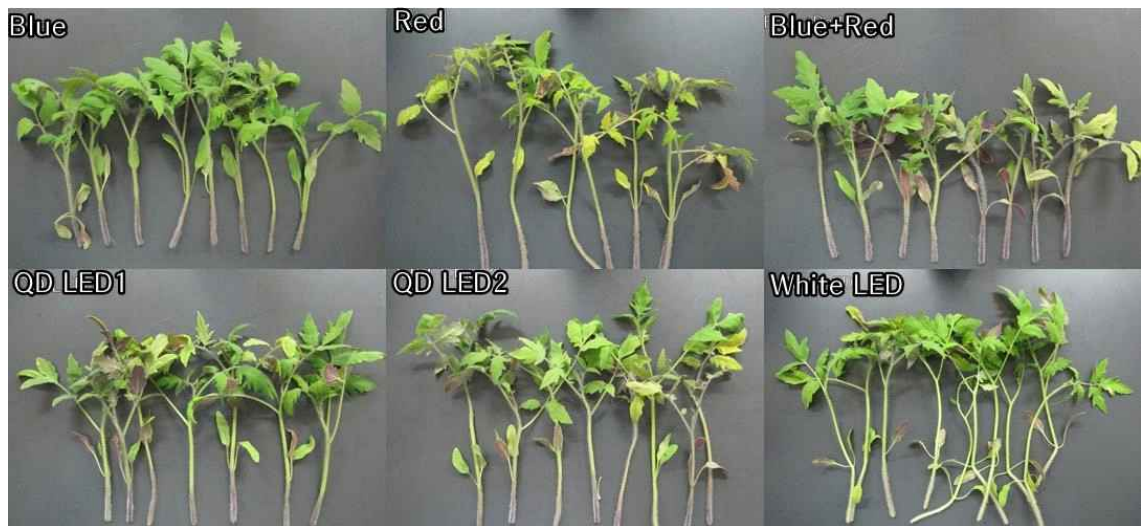 Blue
Red
Blue+Red
QD LED1
QD LED2
White LED